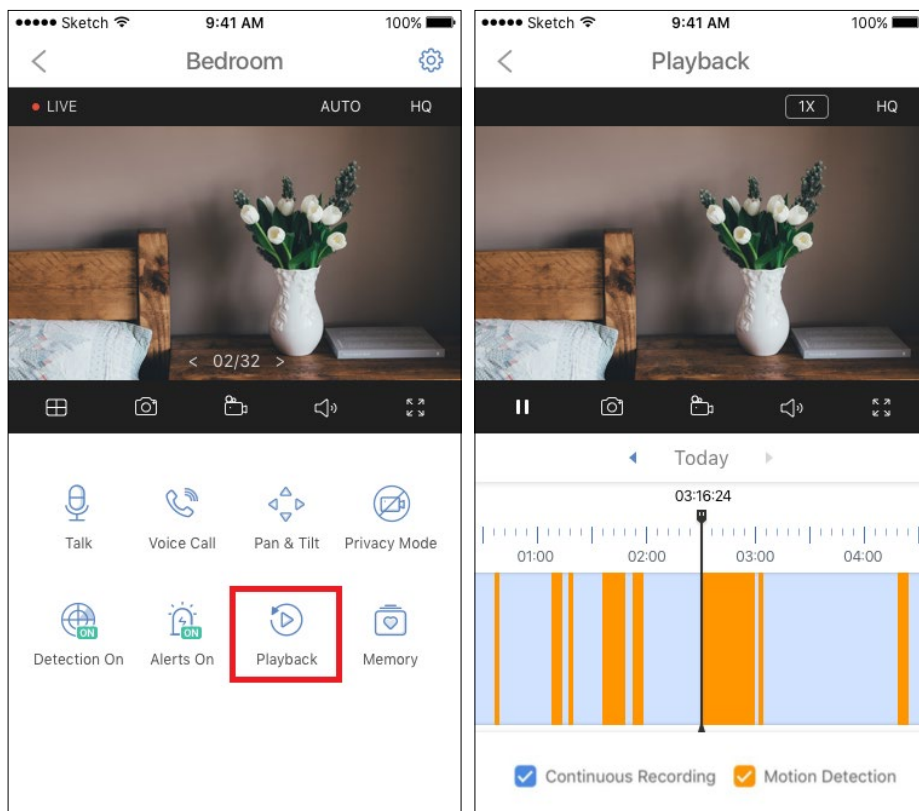 Sketch 9:41 AM 100%
Bedroom
LIVE AUTO HQ
< 02/32 >
Talk Voice Call Pan & Tilt Privacy Mode
ON ON
Detection On Alerts On Playback Memory
Sketch 9:41 AM 100%
Playback
1X HQ
Today
03:16:24
01:00 02:00 03:00 04:00
Continuous Recording Motion Detection